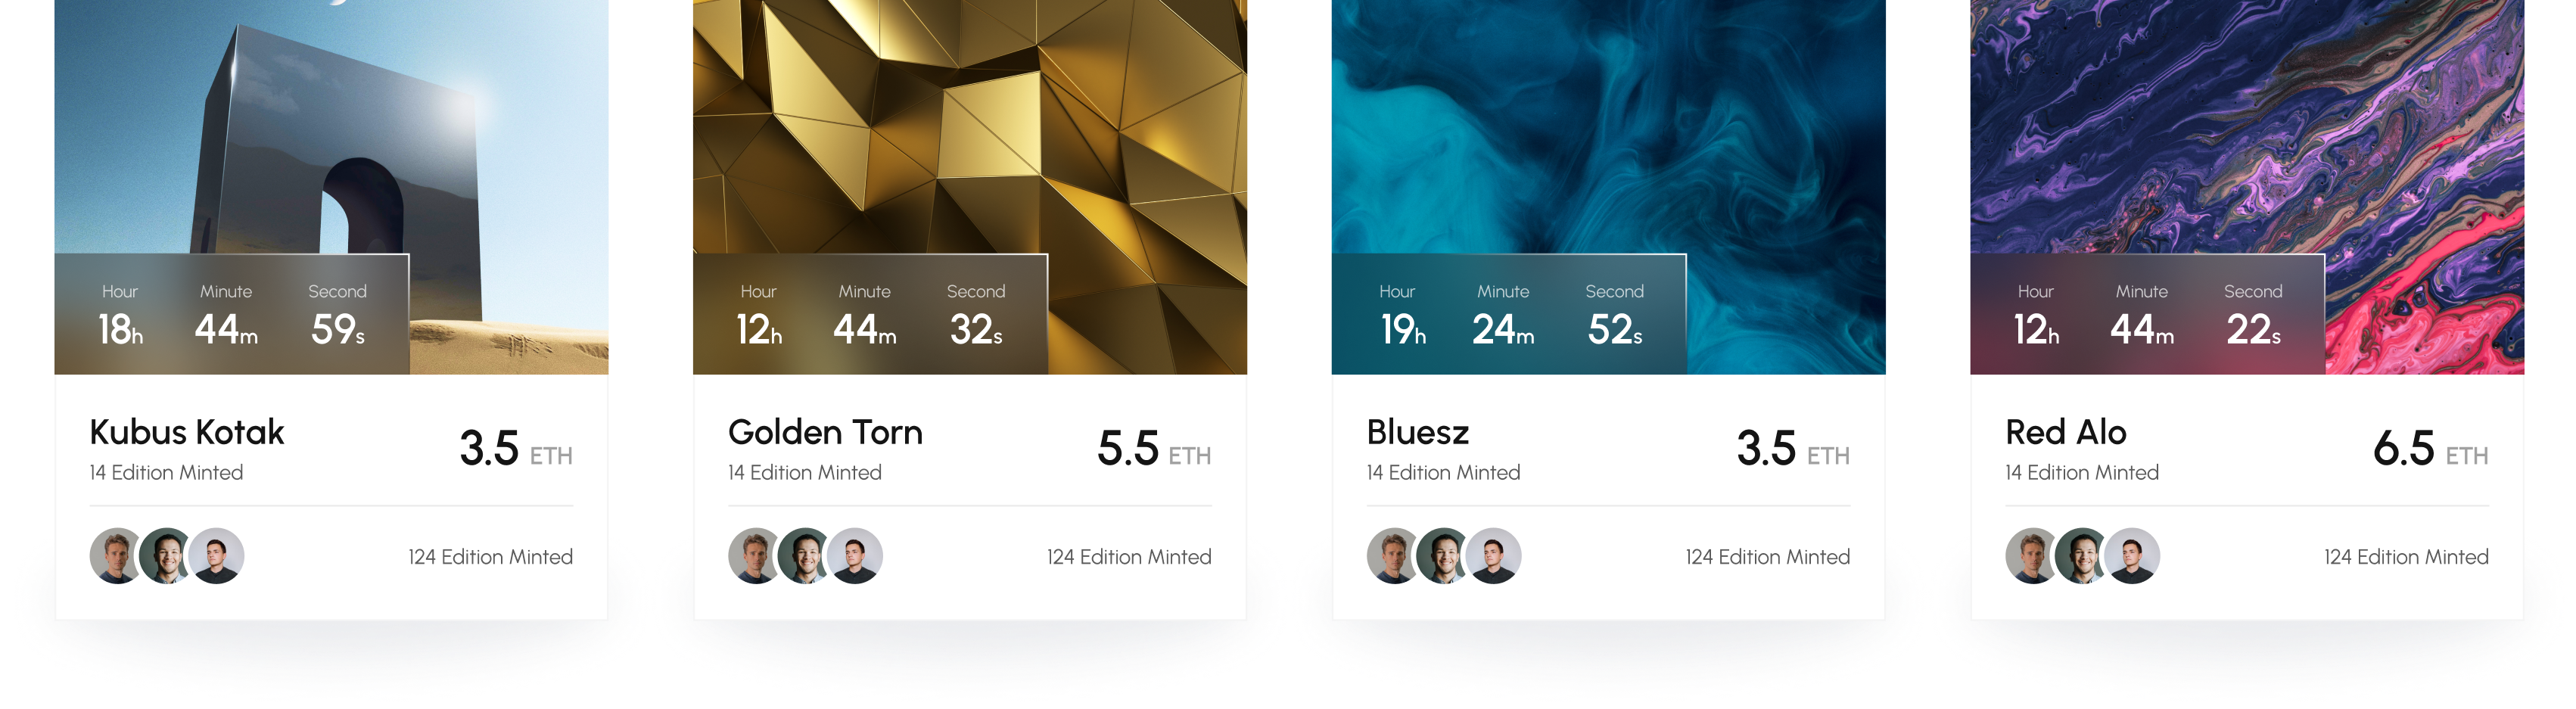 Hour Minute Second
18h 44m 59s
Kubus Kotak
14 Edition Minted
3.5 ETH
124 Edition Minted
Hour Minute Second
12h 44m 32s
Golden Torn
14 Edition Minted
5.5 ETH
124 Edition Minted
Hour Minute Second
19h 24m 52s
Bluesz
14 Edition Minted
3.5 ETH
124 Edition Minted
Hour Minute Second
12h 44m 22s
Red Alo
14 Edition Minted
6.5 ETH
124 Edition Minted